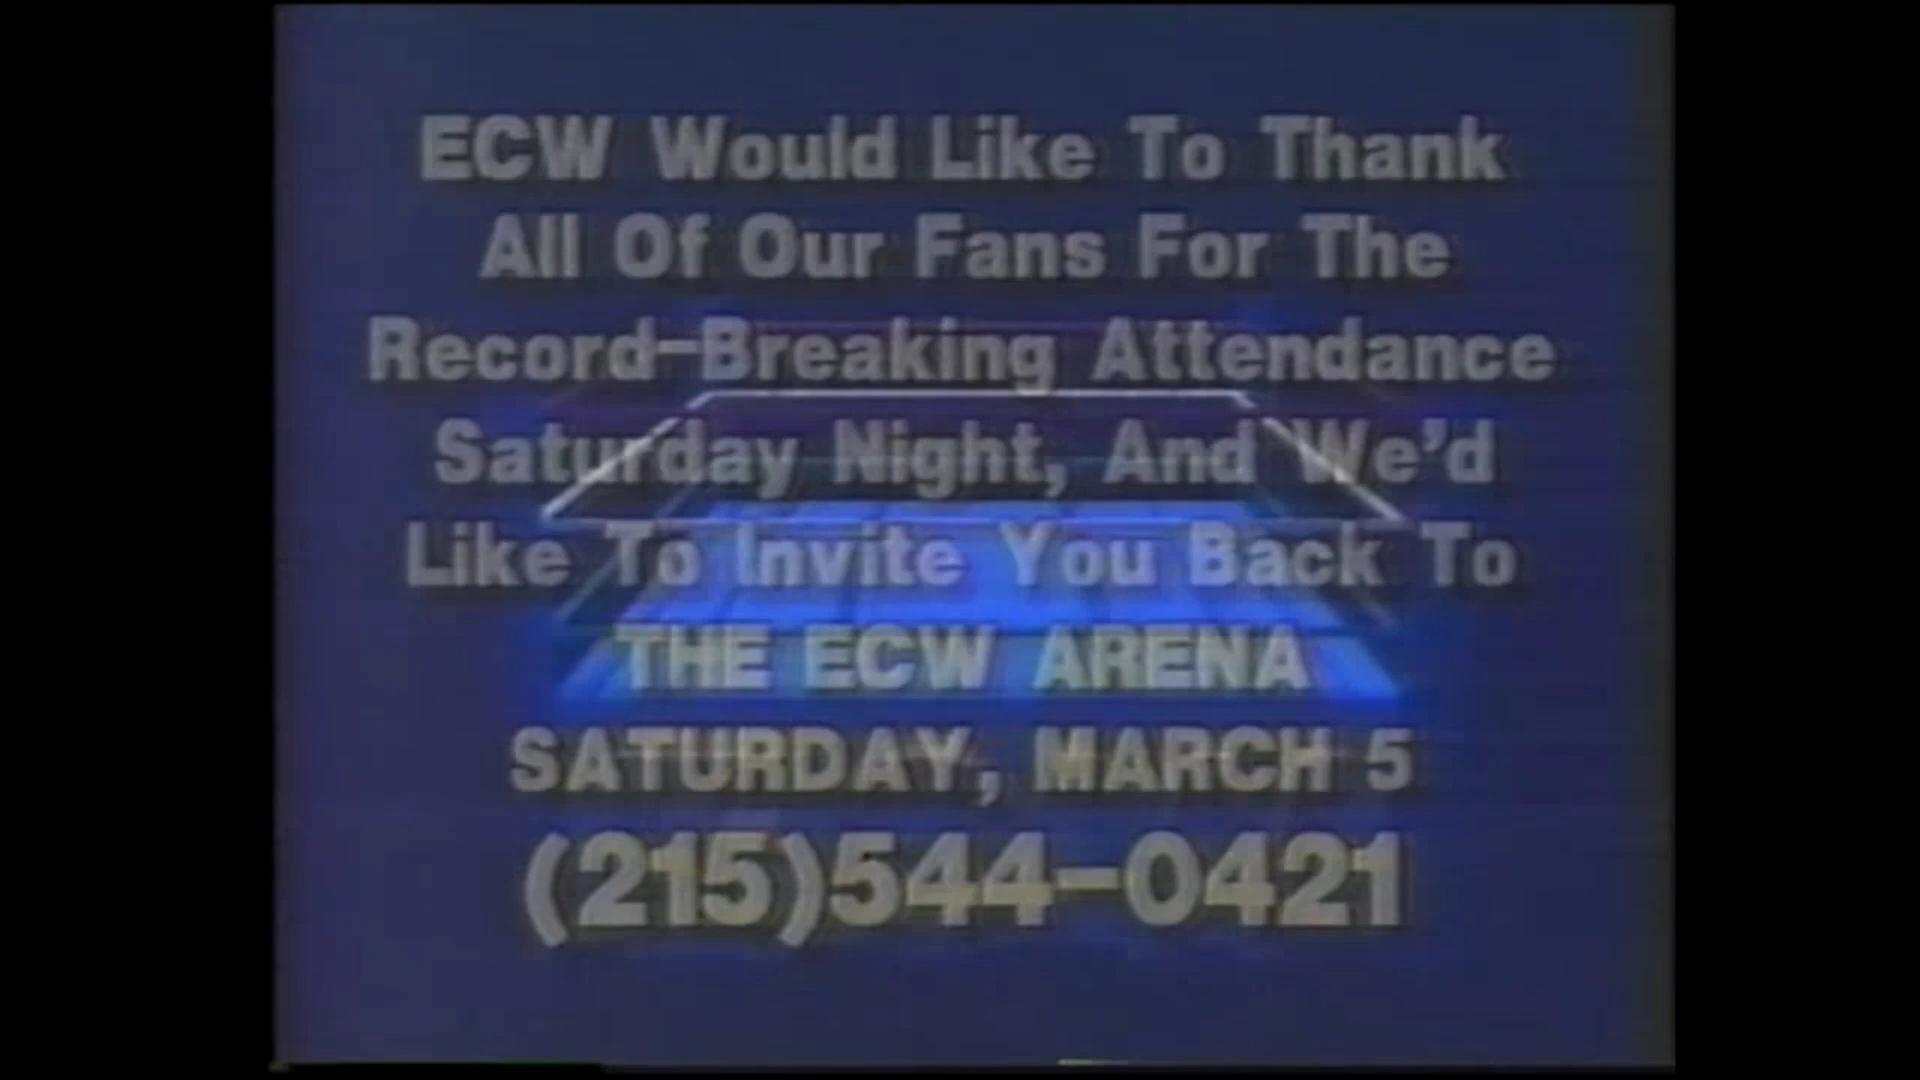 ECW Would Like To Thank
All Of Our Fans For The
Record-Breaking Attendance
Saturday Night, And We'd
Like To Invite You Back To
THE ECW ARENA
SATURDAY, MARCH 5
(215)544-0421